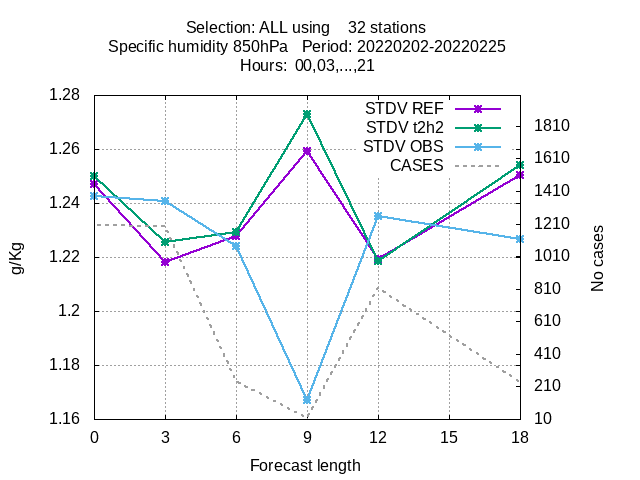 Selection: ALL using    32 stations
Specific humidity 850hPa   Period: 20220202-20220225
Hours:  00,03,...,21
STDV REF
STDV t2h2
STDV OBS
CASES
g/Kg
1.28
1.26
1.24
1.22
1.2
1.18
1.16
0 3 6 9 12 15 18
Forecast length
1810
1610
1410
1210
1010
810
610
410
210
10
No cases